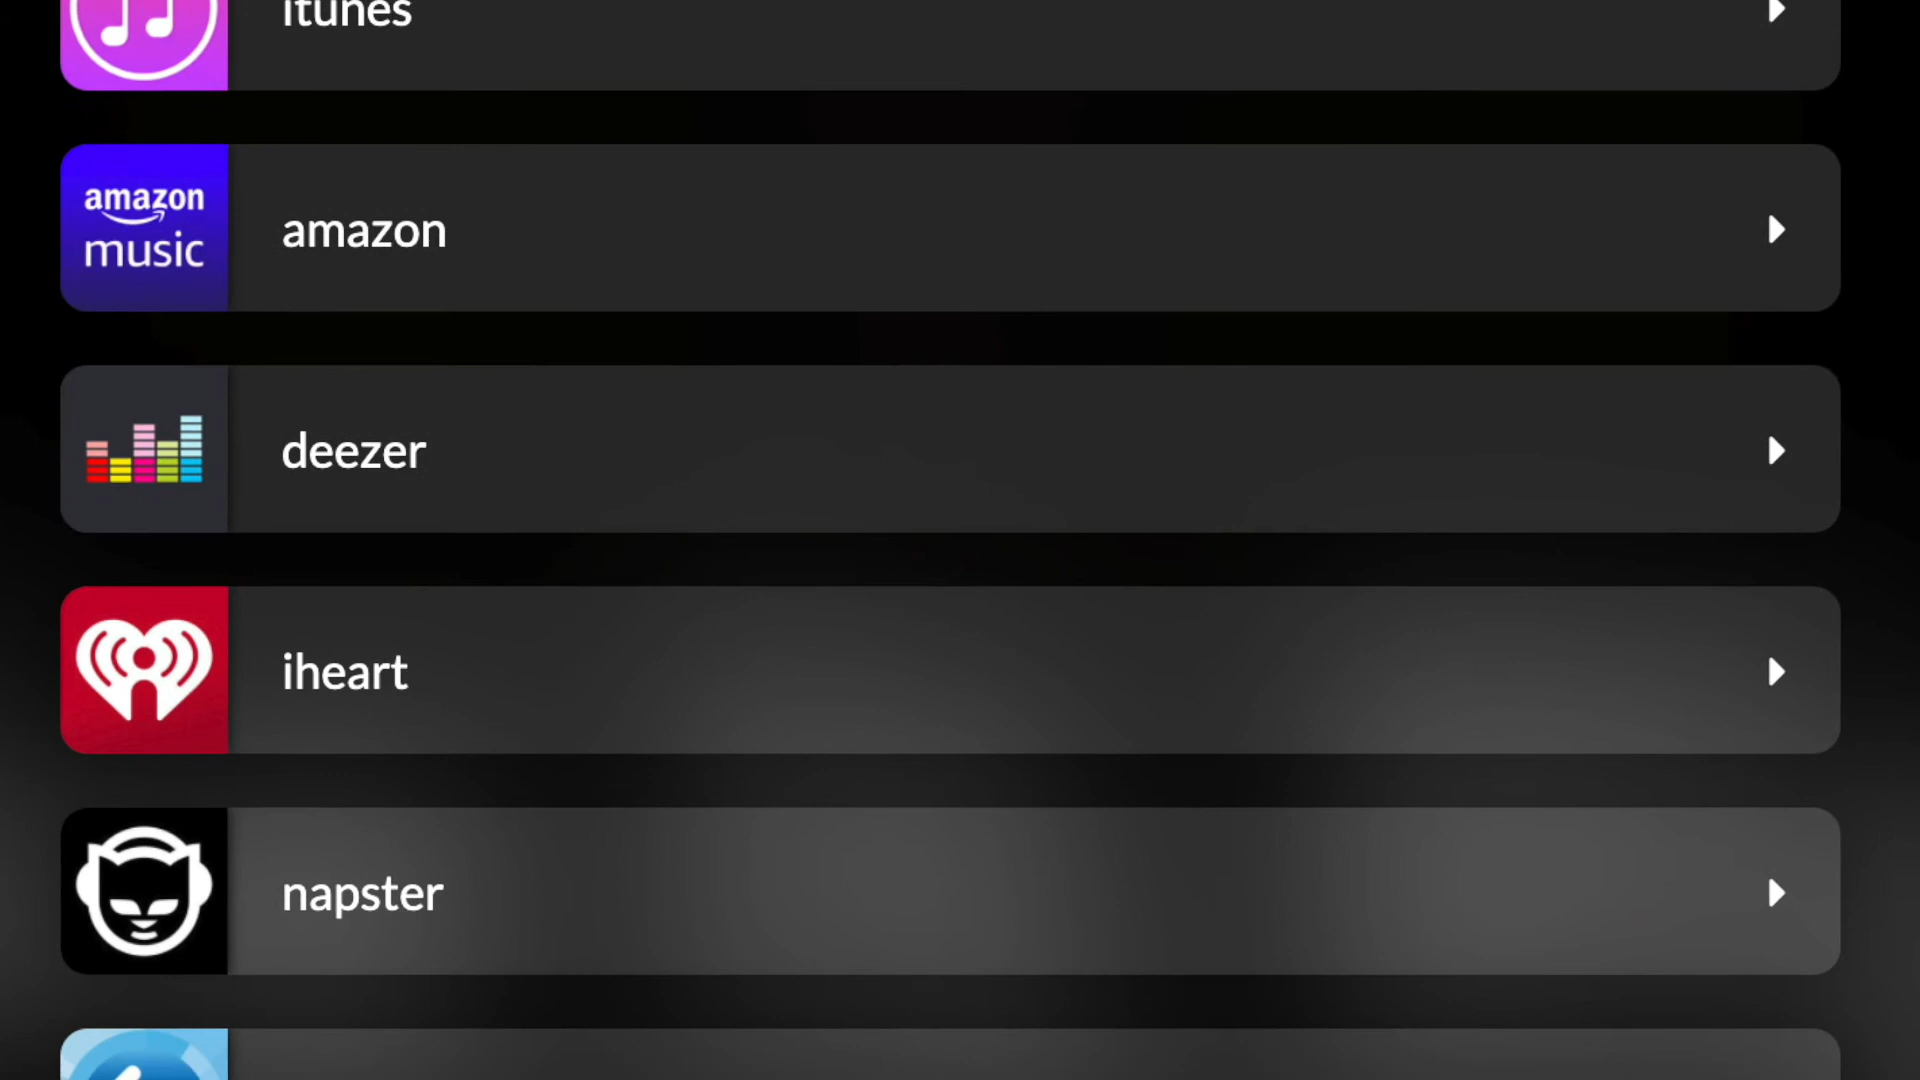 itunes
amazon
music
amazon
deezer
iheart
napster